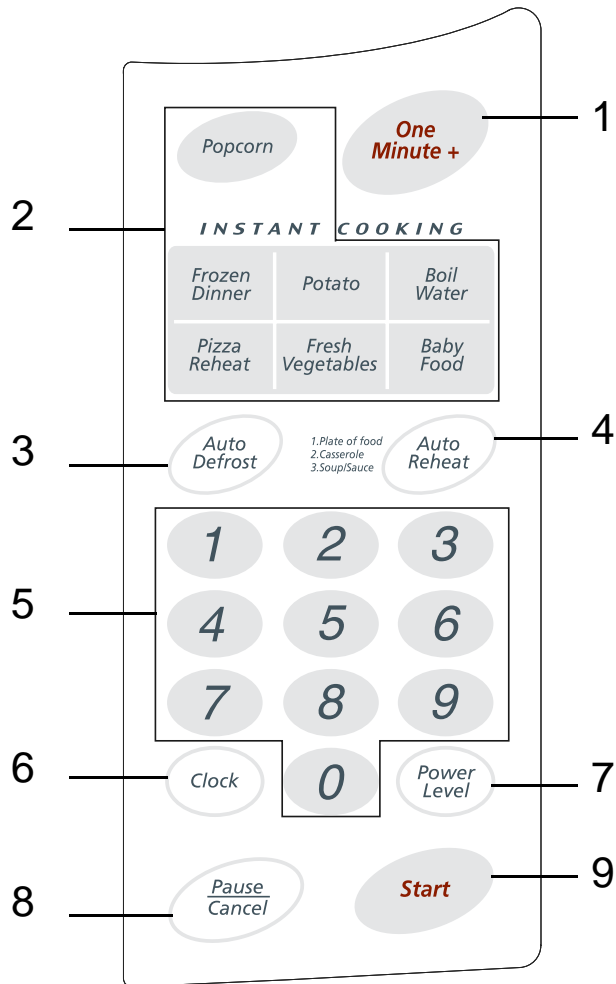 One
Minute +
1
Popcorn
2
INSTANT COOKING
Frozen
Dinner
Potato
Boil
Water
Pizza
Reheat
Fresh
Vegetables
Baby
Food
3
Auto
Defrost
1.Plate of food
2.Casserole
3.Soup/Sauce
Auto
Reheat
4
1 2 3
5
4 5 6
7 8 9
6
Clock
0
Power
Level
7
8
Pause
Cancel
Start
9